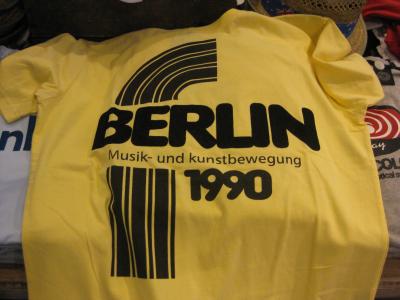 BERLIN
Musik- und kunstbewegung
1990